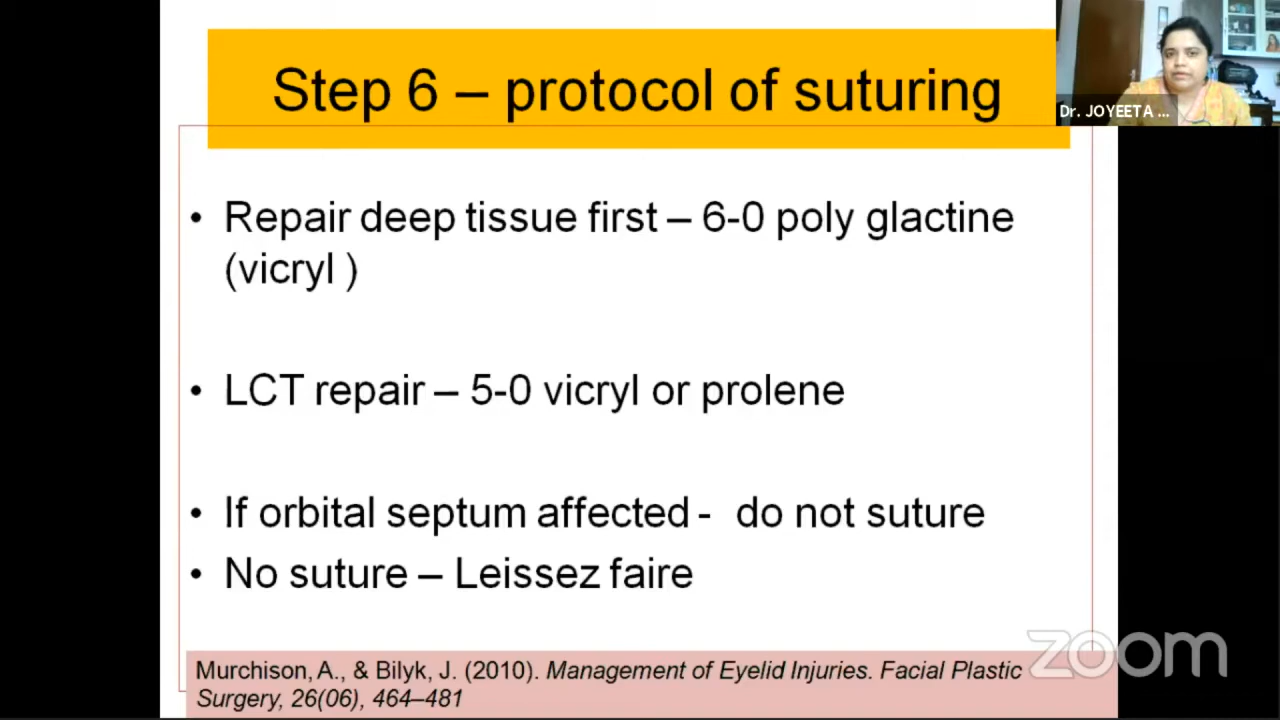 Step 6 – protocol of suturing
Dr. JOYEETA ...
• Repair deep tissue first – 6-0 poly glactine
(vicryl )
• LCT repair – 5-0 vicryl or prolene
• If orbital septum affected -  do not suture
• No suture – Leissez faire
zoom
Murchison, A., & Bilyk, J. (2010). Management of Eyelid Injuries. Facial Plastic
Surgery, 26(06), 464–481